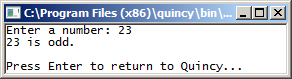 C:\Program Files (x86)\quincy\bin\...
Enter a number: 23
23 is odd.
Press Enter to return to Quincy...